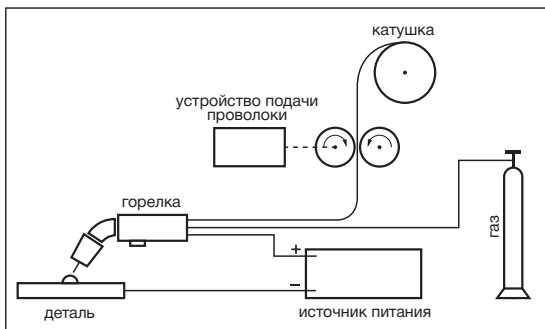 катушка
устройство подачи
проволоки
горелка
газ
+
−
деталь
источник питания